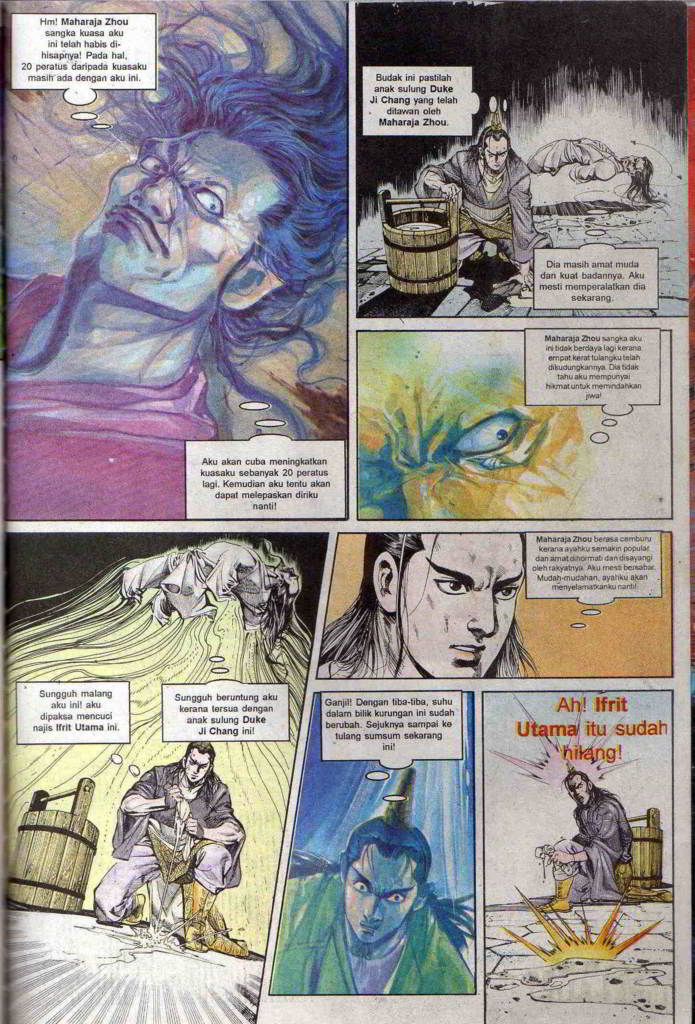 Hm! Maharaja Zhou
sangka kuasa aku
ini telah habis di-
hisapnya! Pada hal,
20 peratus daripada kuasaku
masih ada dengan aku ini.
Aku akan cuba meningkatkan
kuasaku sebanyak 20 peratus
lagi. Kemudian aku tentu akan
dapat melepaskan diriku
nanti!
Budak ini pastilah
anak sulung Duke
Ji Chang yang telah
ditawan oleh
Maharaja Zhou.
Dia masih amat muda
dan kuat badannya. Aku
mesti memperalatkan dia
sekarang.
Maharaja Zhou sangka aku
ini tidak berdaya lagi kerana
empat kerat tulangku telah
dikudungkannya. Dia tidak
tahu aku mempunyai
hikmat untuk memindahkan
jiwa!
Sungguh malang
aku ini! aku
dipaksa mencuci
najis Ifrit Utama ini.
Sungguh beruntung aku
kerana tersua dengan
anak sulung Duke
Ji Chang ini!
Maharaja Zhou berasa cemburu
kerana ayahku semakin popular
dan amat dihormati dan disayangi
oleh rakyatnya. Aku mesti bersabar.
Mudah-mudahan, ayahku akan
menyelamatkanku nanti!
Ganjil! Dengan tiba-tiba, suhu
dalam bilik kurungan ini sudah
berubah. Sejuknya sampai ke
tulang sumsum sekarang
ini!
Ah! Ifrit
Utama itu sudah
hilang!